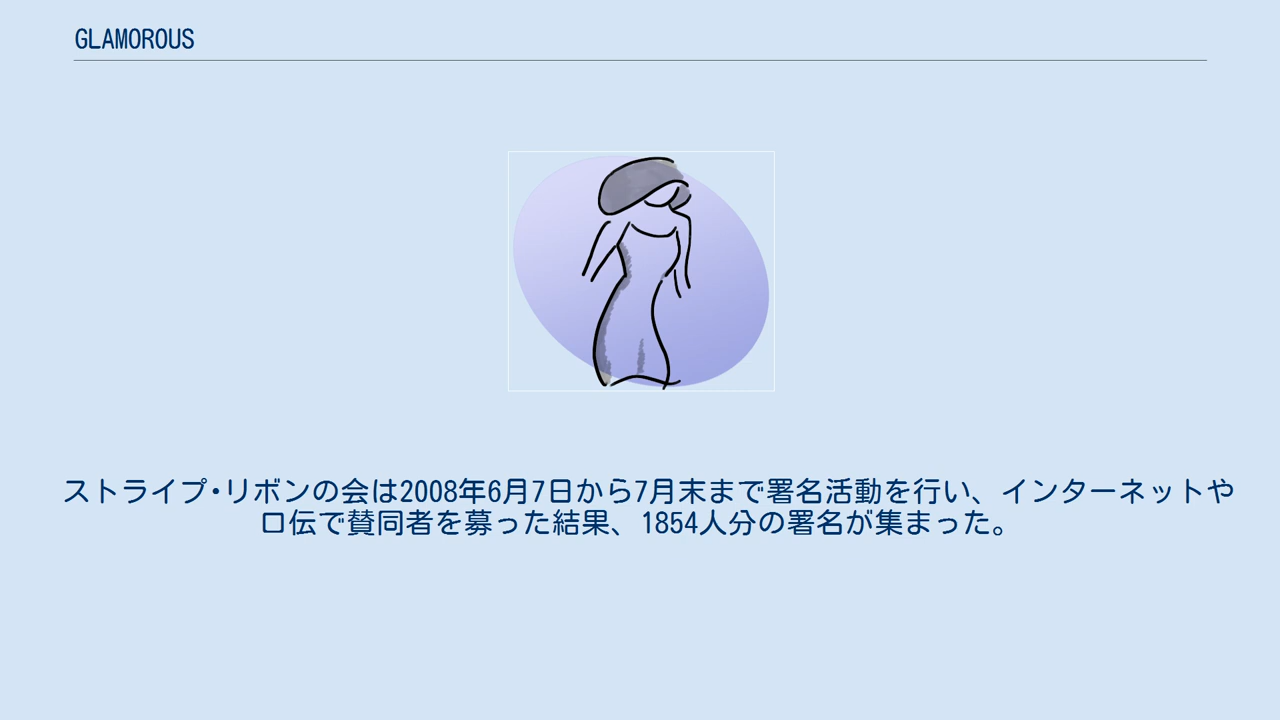 GLAMOROUS
ストライプ・リボンの会は2008年6月7日から7月末まで署名活動を行い、インターネットや
口伝で賛同者を募った結果、1854人分の署名が集まった。